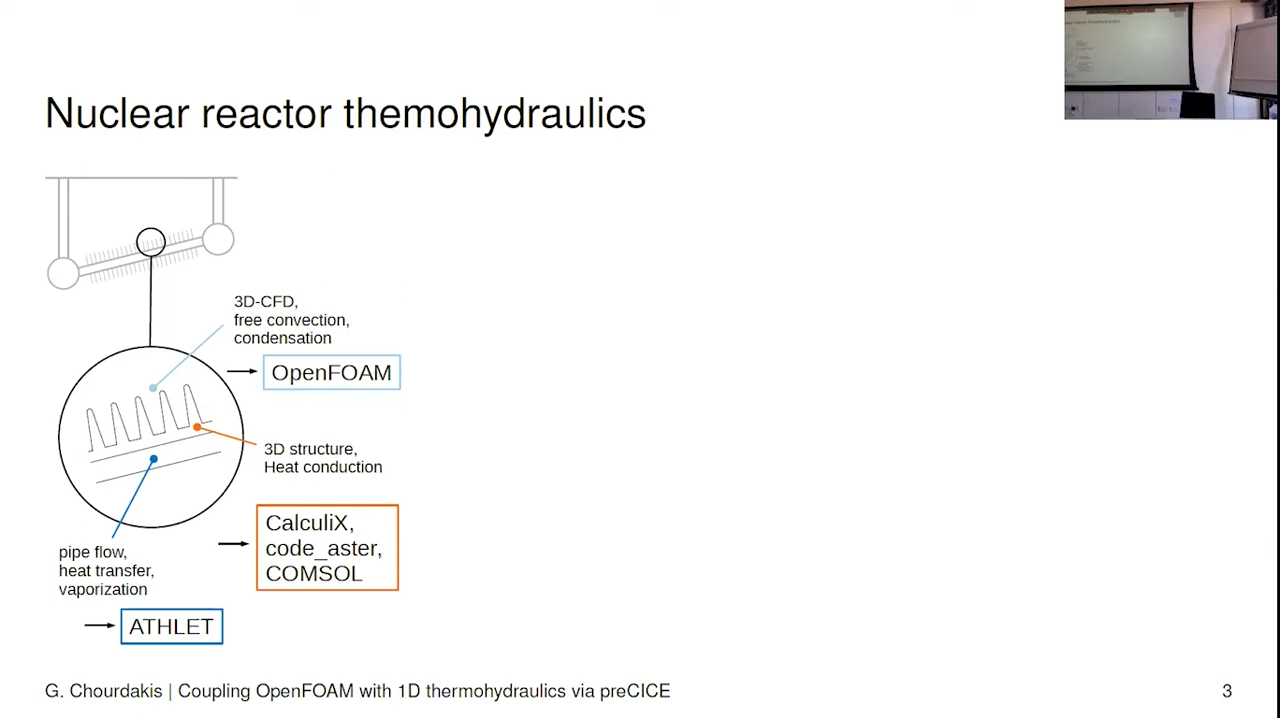 Nuclear reactor themohydraulics
3D-CFD,
free convection,
condensation
OpenFOAM
3D structure,
Heat conduction
CalculiX,
code_aster,
COMSOL
pipe flow,
heat transfer,
vaporization
ATHLET
G. Chourdakis | Coupling OpenFOAM with 1D thermohydraulics via preCICE
3